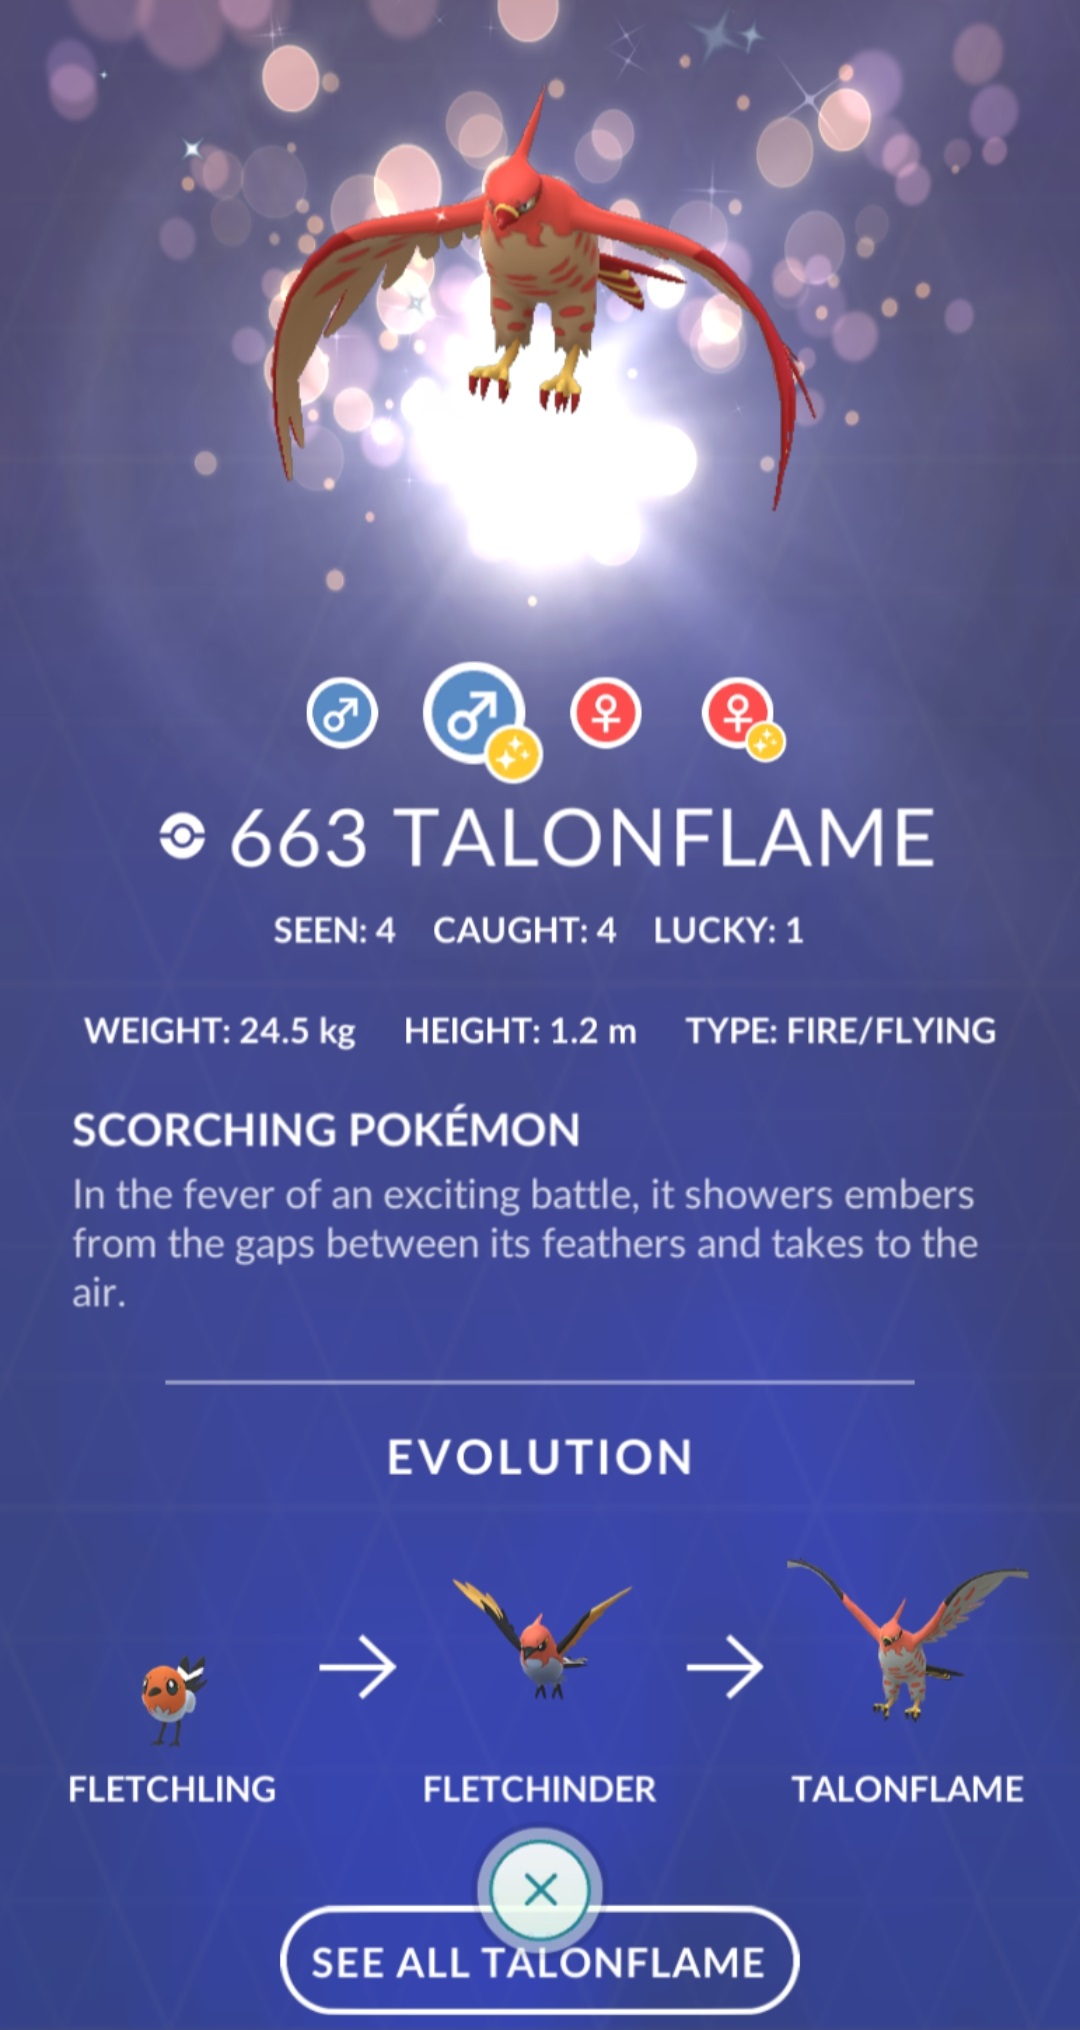 663 TALONFLAME
SEEN: 4 CAUGHT: 4 LUCKY: 1
WEIGHT: 24.5 kg HEIGHT: 1.2 m TYPE: FIRE/FLYING
SCORCHING POKÉMON
In the fever of an exciting battle, it showers embers
from the gaps between its feathers and takes to the
air.
EVOLUTION
FLETCHLING FLETCHINDER TALONFLAME
SEE ALL TALONFLAME